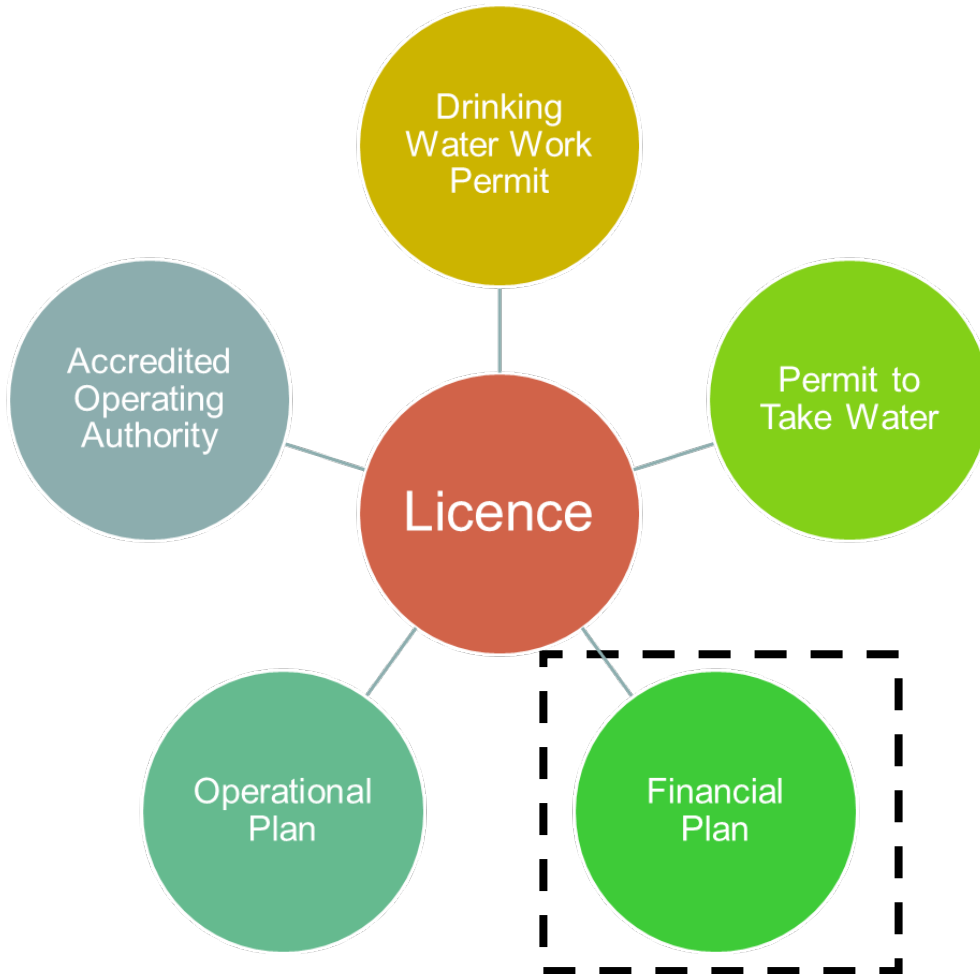 Drinking
Water Work
Permit
Accredited
Operating
Authority
Permit to
Take Water
Licence
Operational
Plan
Financial
Plan